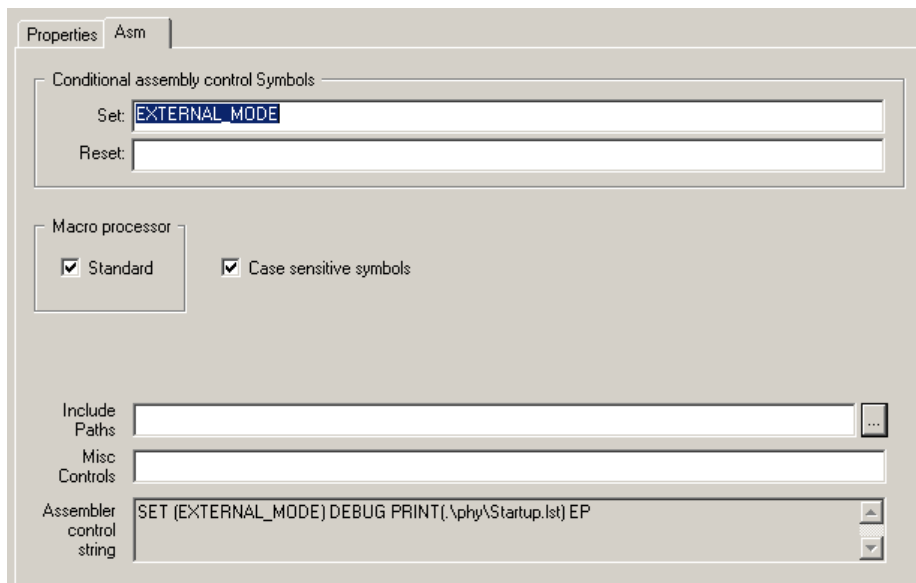 Properties Asm
Conditional assembly control Symbols
Set: EXTERNAL_MODE
Reset:
Macro processor
Standard
Case sensitive symbols
Include
Paths
...
Misc
Controls
Assembler
control
string
SET (EXTERNAL_MODE) DEBUG PRINT(.\phy\Startup.lst) EP